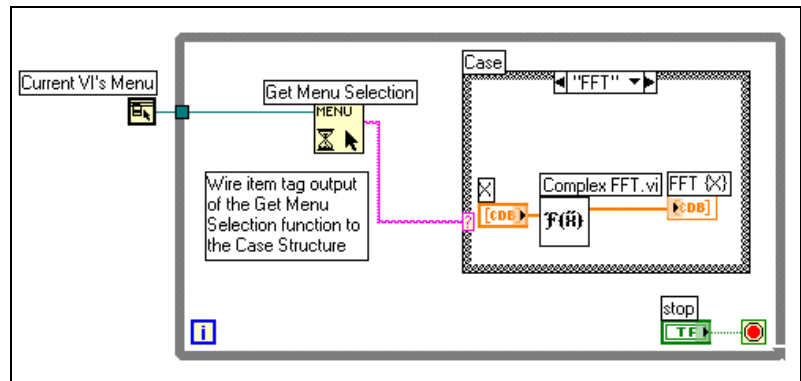 Current VI's Menu
Get Menu Selection
MENU
Wire item tag output
of the Get Menu
Selection function to
the Case Structure
Case
"FFT"
?
X
[CDB]
Complex FFT.vi
F(x)
FFT {X}
[CDB]
i
stop
TF